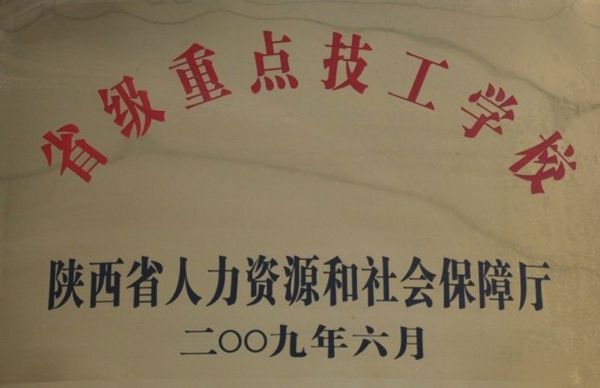 省级重点技工学校
陕西省人力资源和社会保障厅
二〇〇九年六月